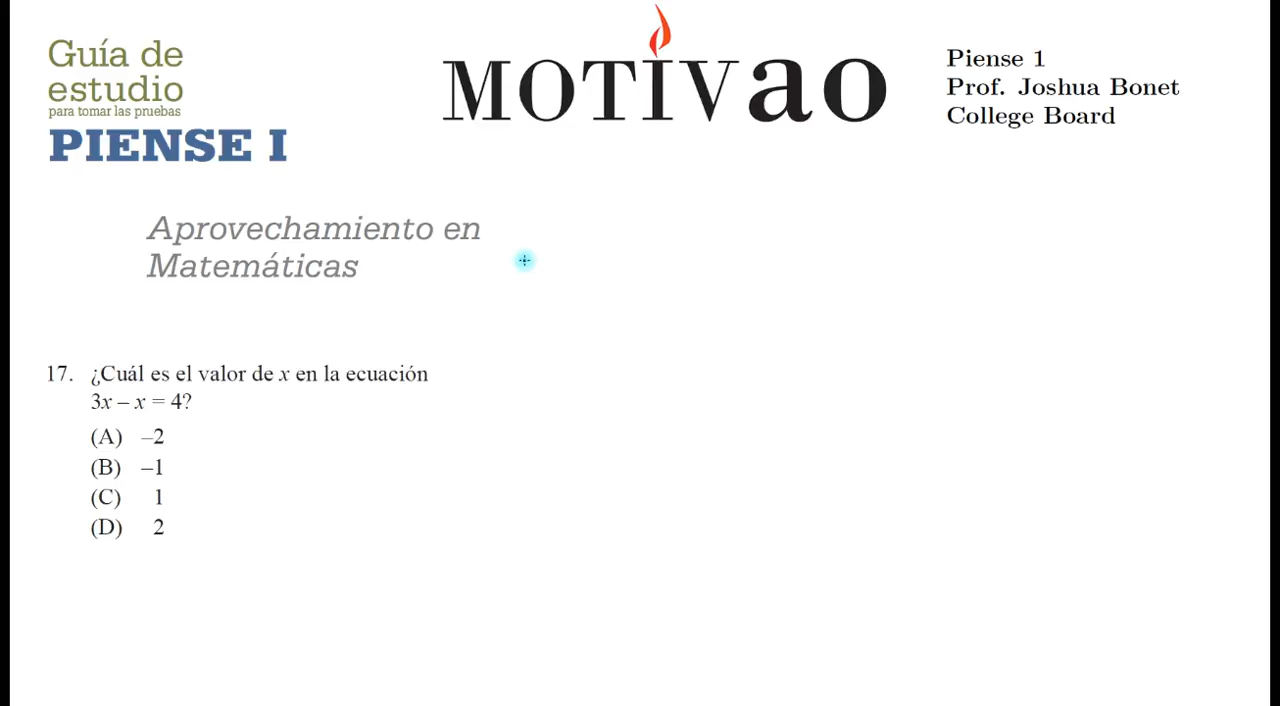 Guía de
estudio
para tomar las pruebas
PIENSE I
MOTIVAO
Piense 1
Prof. Joshua Bonet
College Board
Aprovechamiento en
Matemáticas
17. ¿Cuál es el valor de x en la ecuación
3x – x = 4?
(A) –2
(B) –1
(C) 1
(D) 2